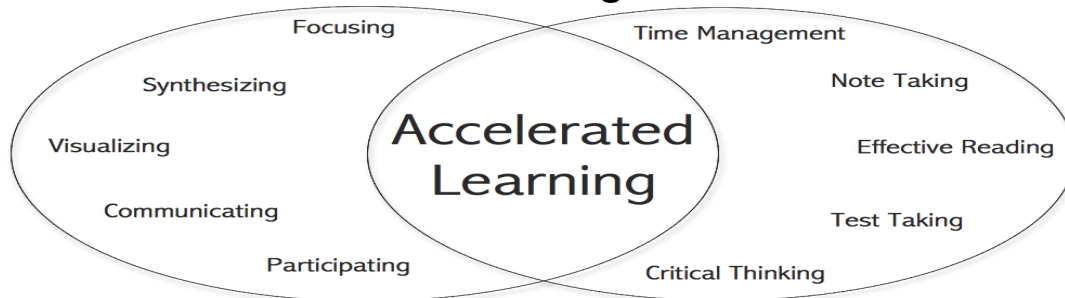 Focusing
Synthesizing
Visualizing
Communicating
Participating
Accelerated
Learning
Time Management
Note Taking
Effective Reading
Test Taking
Critical Thinking